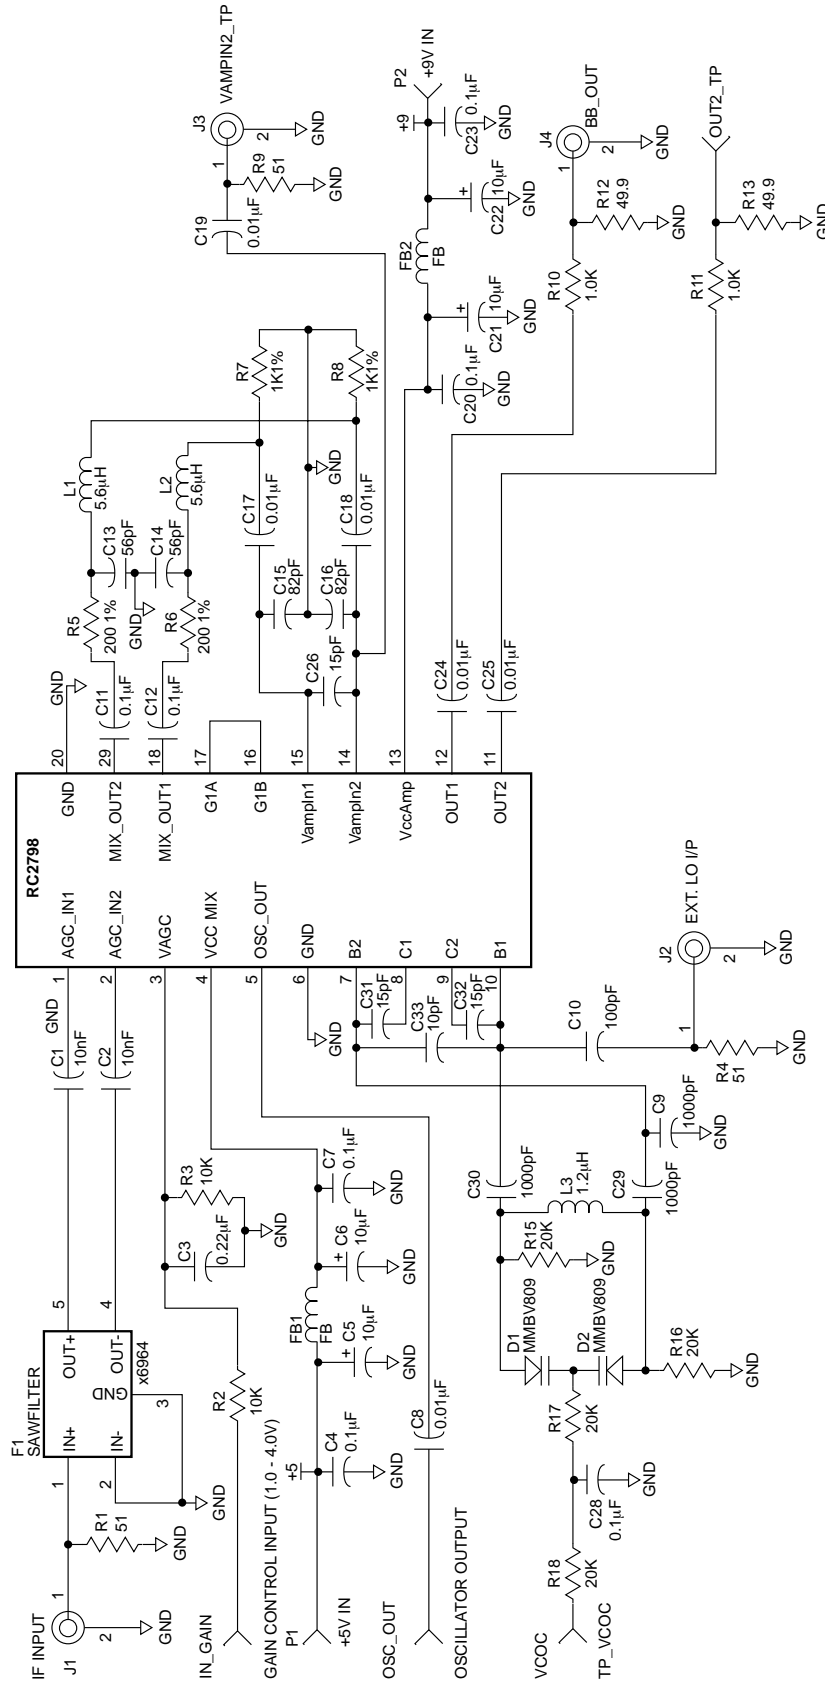 IF INPUT
J1
1
2
GND
R1
51
GND
F1
SAWFILTER
IN+
IN-
OUT+
OUT-
GND
x6964
1
2
3
4
5
GND
C1
10nF
GND
C2
10nF
IN_GAIN
GAIN CONTROL INPUT (1.0 - 4.0V)
R2
10K
C3
0.22µF
R3
10K
GND
P1
+5V IN
+5
C4
0.1µF
GND
FB1
FB
C5
10µF
GND
C6
10µF
GND
C7
0.1µF
GND
OSC_OUT
OSCILLATOR OUTPUT
C8
0.01µF
VCOC
TP_VCOC
R18
20K
C28
0.1µF
GND
R17
20K
D1
MMBV809
D2
MMBV809
R15
20K
GND
R16
20K
GND
L3
1.2µH
C30
1000pF
C29
1000pF
C9
1000pF
GND
C10
100pF
R4
51
GND
J2
EXT. LO I/P
1
2
GND
C31
15pF
C33
10pF
C32
15pF
GND
RC2798
1
AGC_IN1
2
AGC_IN2
3
VAGC
4
VCC MIX
5
OSC_OUT
6
GND
7
B2
8
C1
9
C2
10
B1
GND
20
MIX_OUT2
29
MIX_OUT1
18
G1A
17
G1B
16
VampIn1
15
VampIn2
14
VccAmp
13
OUT1
12
OUT2
11
GND
C11
0.1µF
C12
0.1µF
R5
200 1%
R6
200 1%
GND
C13
56pF
C14
56pF
L1
5.6µH
L2
5.6µH
C26
15pF
C15
82pF
C16
82pF
C17
0.01µF
C18
0.01µF
GND
R7
1K1%
R8
1K1%
C19
0.01µF
R9
51
GND
J3
VAMPIN2_TP
1
2
GND
C20
0.1µF
GND
C21
10µF
GND
FB2
FB
C22
10µF
GND
C23
0.1µF
GND
+9
P2
+9V IN
C24
0.01µF
C25
0.01µF
R10
1.0K
R12
49.9
GND
J4
BB_OUT
1
2
GND
R11
1.0K
R13
49.9
GND
OUT2_TP